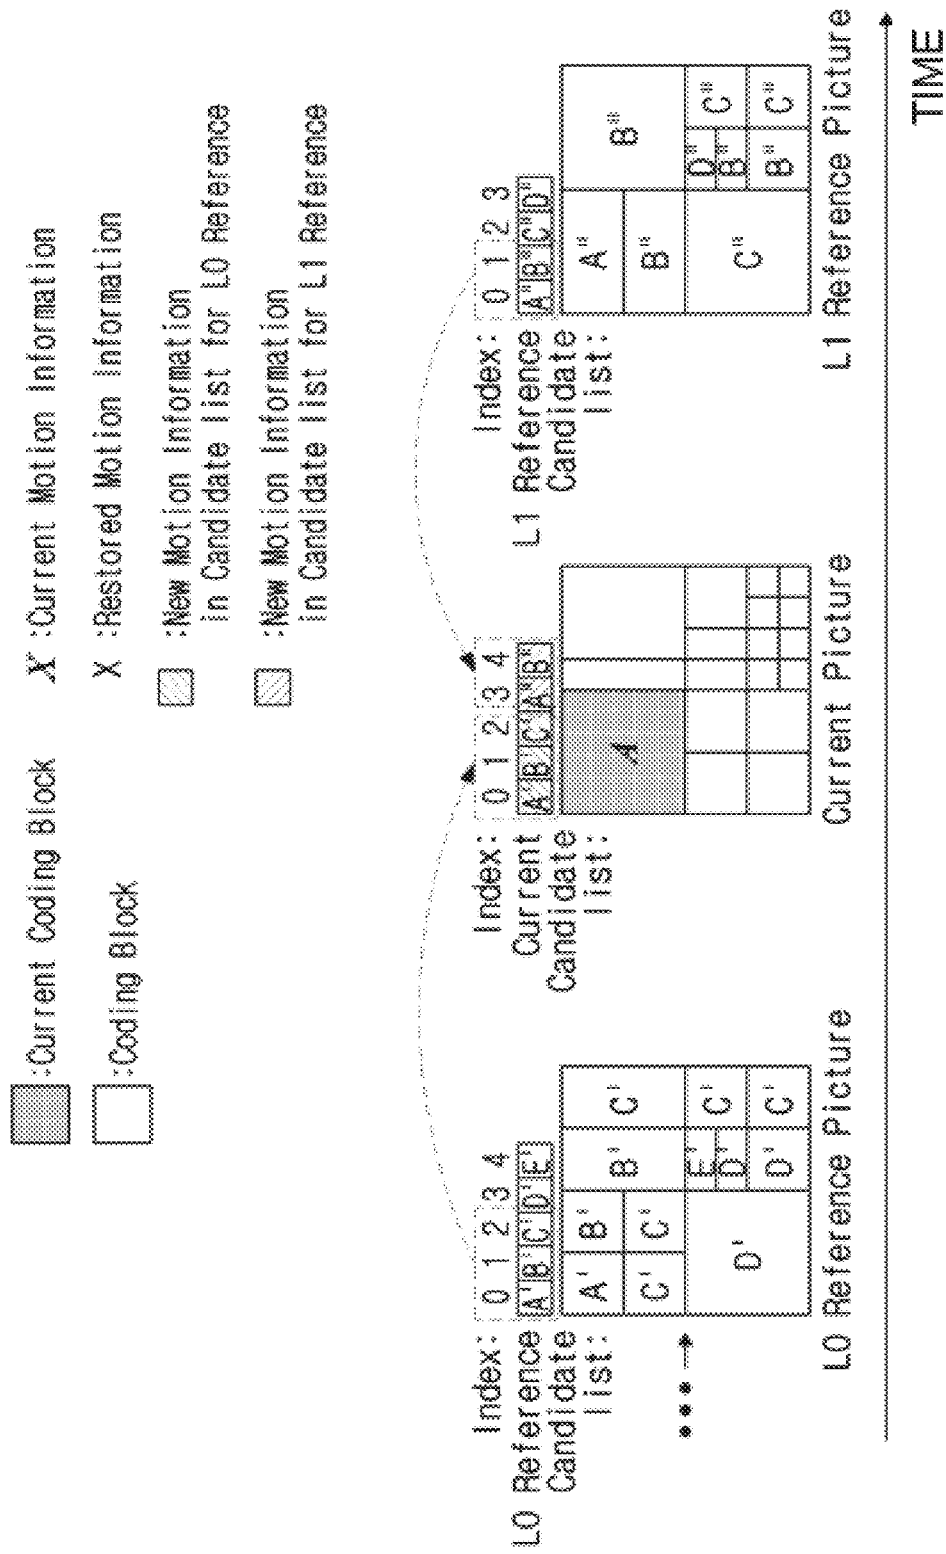 :Current Coding Block
:Coding Block
X :Current Motion Information
X :Restored Motion Information
:New Motion Information
in Candidate list for L0 Reference
:New Motion Information
in Candidate list for L1 Reference
Index: 0 1 2 3 4
L0 Reference
Candidate
list:
A' B' C' D' E'
A' B' B' C'
C' C'
D' E' C'
D'
D' C'
L0 Reference Picture
Index: 0 1 2 3 4
Current
Candidate
list:
A' B' C' A" B"
A
Current Picture
Index: 0 1 2 3
L1 Reference
Candidate
list:
A" B" C" D"
A" B"
B"
C" D" C"
B"
B" C"
L1 Reference Picture
TIME